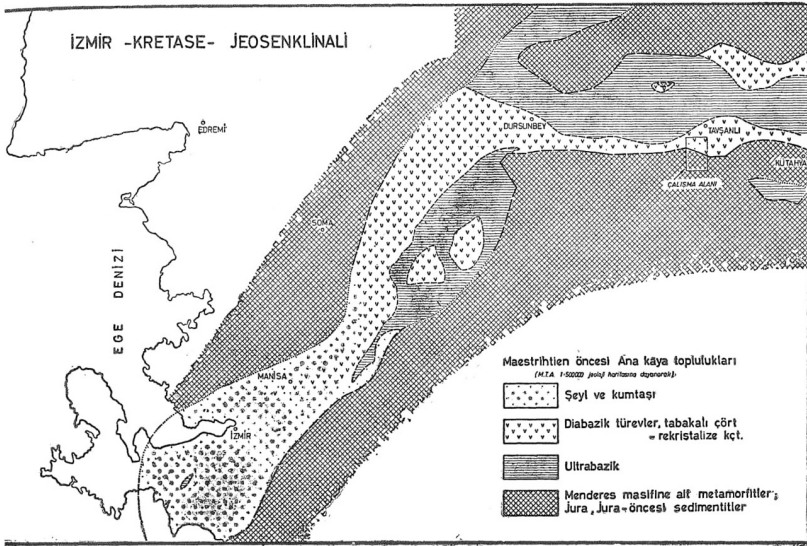 İZMİR -KRETASE- JEOSENKLİNALİ
EDREMİ
DURSUNBEY
TAVŞANLI
KÜTAHYA
ÇALIŞMA ALANI
SOMA
EGE DENİZİ
MANİSA
İZMİR
Maestrihtien öncesi Ana kaya toplulukları
(M.T.A. 1-500000 jeoloji haritasına dayanarak)
Şeyl ve kumtaşı
Diabazik türevler, tabakalı çört
= rekristalize kçt.
Ultrabazik
Menderes masifine ait metamorfitler;
Jura, Jura-öncesi sedimentitler